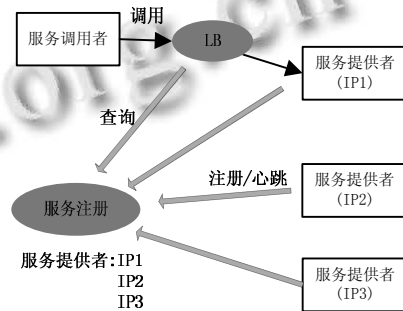 调用
服务调用者
LB
服务提供者
(IP1)
查询
注册/心跳
服务提供者
(IP2)
服务注册
服务提供者:IP1
IP2
IP3
服务提供者
(IP3)